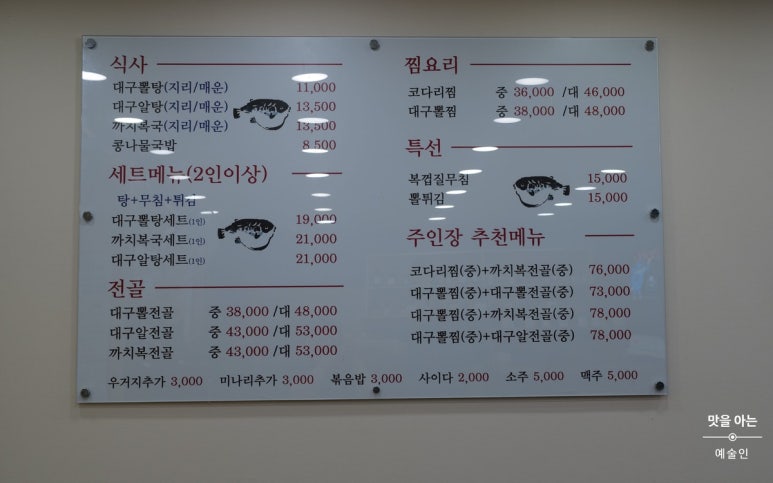 식사
대구뽈탕(지리/매운) 11,000
대구알탕(지리/매운) 13,500
까치복국(지리/매운) 13,500
콩나물국밥 8,500
세트메뉴(2인이상)
탕+무침+튀김
대구뽈탕세트(1인) 19,000
까치복국세트(1인) 21,000
대구알탕세트(1인) 21,000
전골
대구뽈전골 중 38,000 /대 48,000
대구알전골 중 43,000 /대 53,000
까치복전골 중 43,000 /대 53,000
찜요리
코다리찜 중 36,000 /대 46,000
대구뽈찜 중 38,000 /대 48,000
특선
복껍질무침 15,000
뽈튀김 15,000
주인장 추천메뉴
코다리찜(중)+까치복전골(중) 76,000
대구뽈찜(중)+대구뽈전골(중) 73,000
대구뽈찜(중)+까치복전골(중) 78,000
대구뽈찜(중)+대구알전골(중) 78,000
우거지추가 3,000 미나리추가 3,000 볶음밥 3,000 사이다 2,000 소주 5,000 맥주 5,000
맛을 아는
예술인